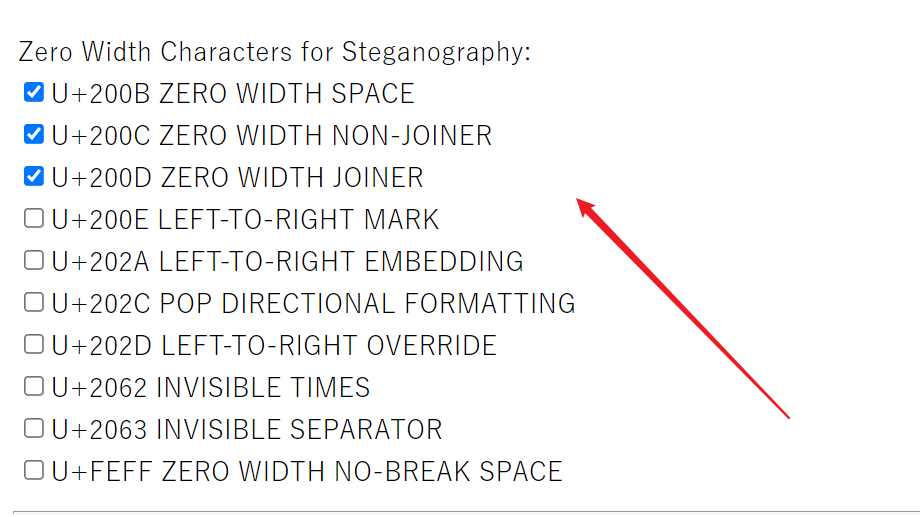 Zero Width Characters for Steganography:
U+200B ZERO WIDTH SPACE
U+200C ZERO WIDTH NON-JOINER
U+200D ZERO WIDTH JOINER
U+200E LEFT-TO-RIGHT MARK
U+202A LEFT-TO-RIGHT EMBEDDING
U+202C POP DIRECTIONAL FORMATTING
U+202D LEFT-TO-RIGHT OVERRIDE
U+2062 INVISIBLE TIMES
U+2063 INVISIBLE SEPARATOR
U+FEFF ZERO WIDTH NO-BREAK SPACE